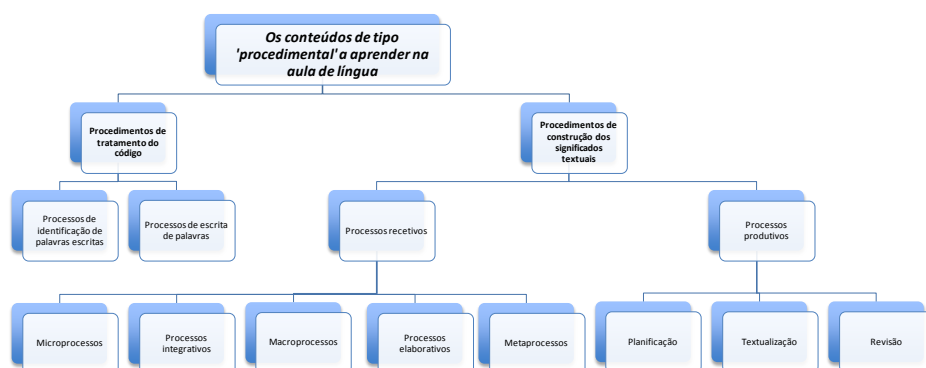 Os conteúdos de tipo
'procedimental' a aprender na
aula de língua
Procedimentos de
tratamento do
código
Procedimentos de
construção dos
significados
textuais
Processos de
identificação de
palavras escritas
Processos de escrita
de palavras
Processos recetivos
Processos
produtivos
Microprocessos
Processos
integrativos
Macroprocessos
Processos
elaborativos
Metaprocessos
Planificação
Textualização
Revisão